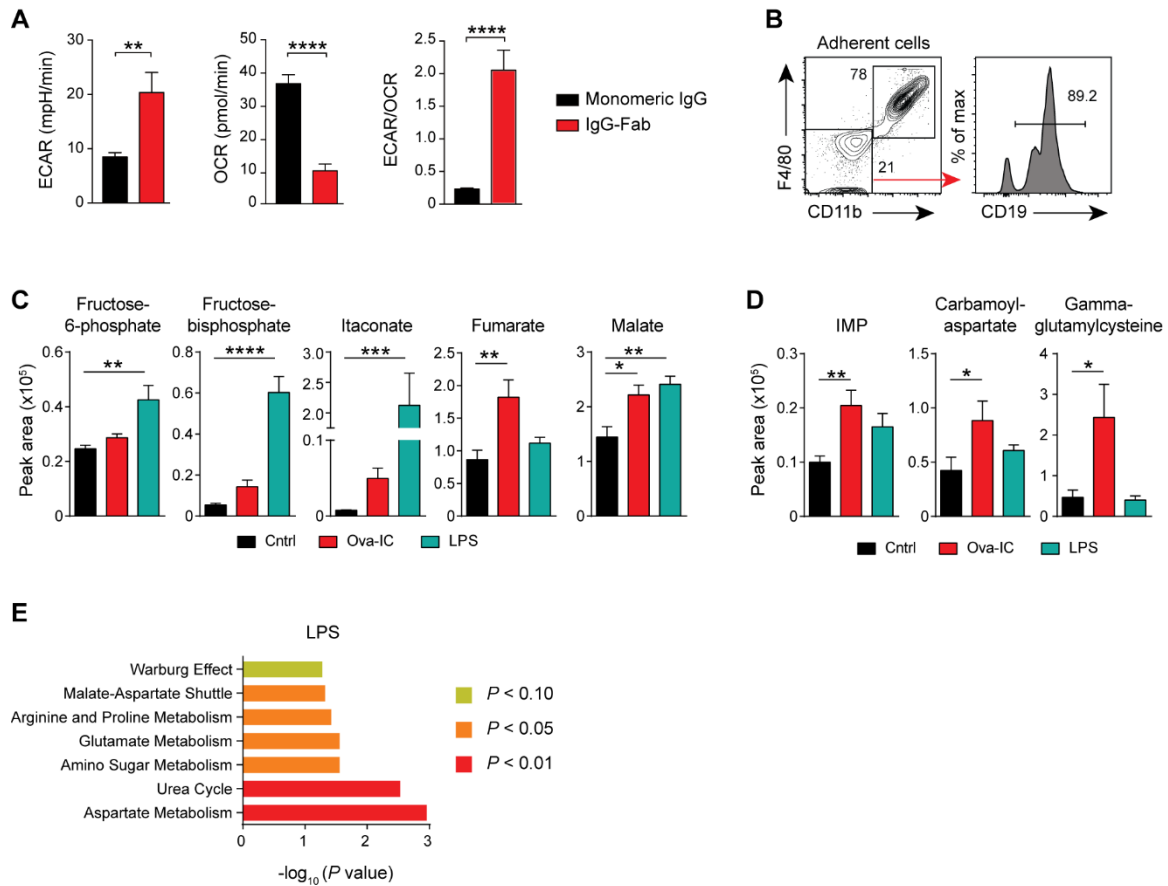 A
ECAR (mpH/min)
30
20
10
0
**
OCR (pmol/min)
50
40
30
20
10
0
****
ECAR/OCR
2.5
2.0
1.5
1.0
0.5
0
****
Monomeric IgG
IgG-Fab
B
Adherent cells
78
21
F4/80
CD11b
% of max
89.2
CD19
C
Peak area (x10⁵)
Fructose-
6-phosphate
0.6
0.4
0.2
0
**
Fructose-
bisphosphate
0.8
0.6
0.4
0.2
0
****
Itaconate
3.0
2.0
1.0
0.1
0
***
Fumarate
3
2
1
0
**
Malate
3
2
1
0
**
*
Cntrl
Ova-IC
LPS
D
Peak area (x10⁵)
IMP
0.3
0.2
0.1
0
**
Carbamoyl-
aspartate
1.5
1.0
0.5
0
*
Gamma-
glutamylcysteine
4
3
2
1
0
*
Cntrl
Ova-IC
LPS
E
LPS
Warburg Effect
Malate-Aspartate Shuttle
Arginine and Proline Metabolism
Glutamate Metabolism
Amino Sugar Metabolism
Urea Cycle
Aspartate Metabolism
0 1 2 3
-log₁₀ (P value)
P < 0.10
P < 0.05
P < 0.01